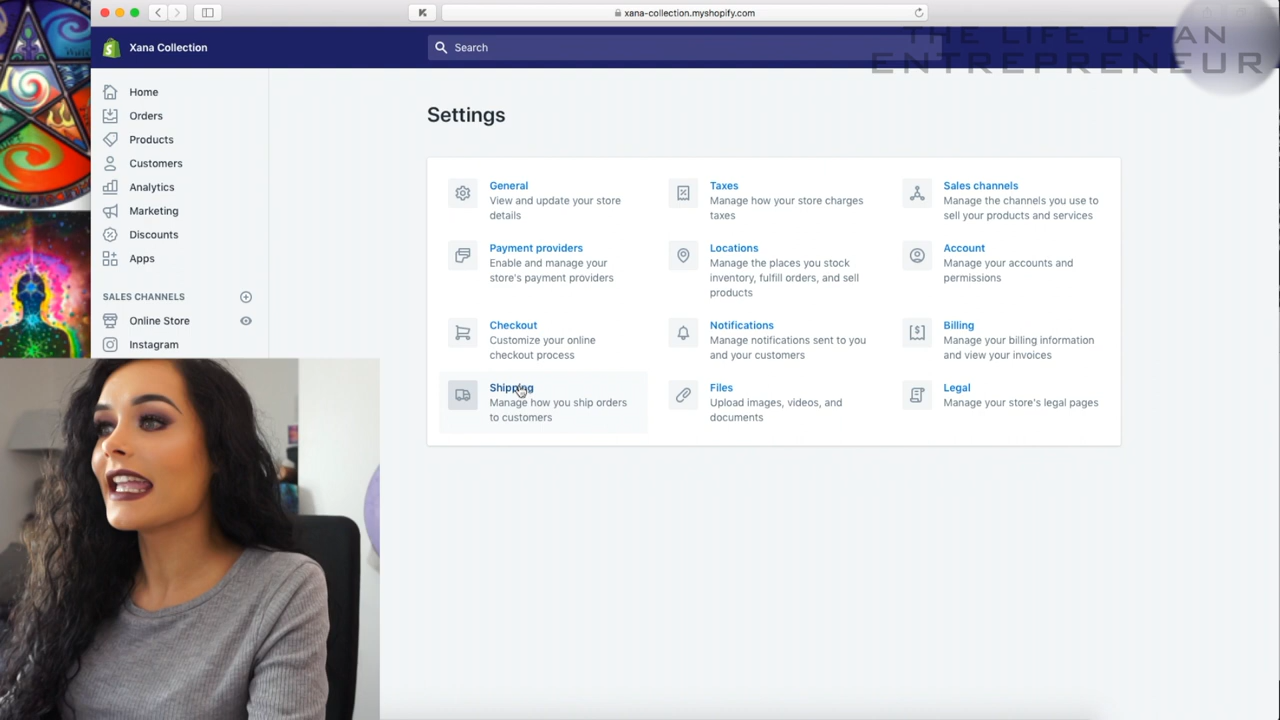 xana-collection.myshopify.com
Xana Collection
Search
THE LIFE OF AN
ENTREPRENEUR
Home
Orders
Products
Customers
Analytics
Marketing
Discounts
Apps
SALES CHANNELS
Online Store
Instagram
Settings
General
View and update your store
details
Taxes
Manage how your store charges
taxes
Sales channels
Manage the channels you use to
sell your products and services
Payment providers
Enable and manage your
store's payment providers
Locations
Manage the places you stock
inventory, fulfill orders, and sell
products
Account
Manage your accounts and
permissions
Checkout
Customize your online
checkout process
Notifications
Manage notifications sent to you
and your customers
Billing
Manage your billing information
and view your invoices
Shipping
Manage how you ship orders
to customers
Files
Upload images, videos, and
documents
Legal
Manage your store's legal pages